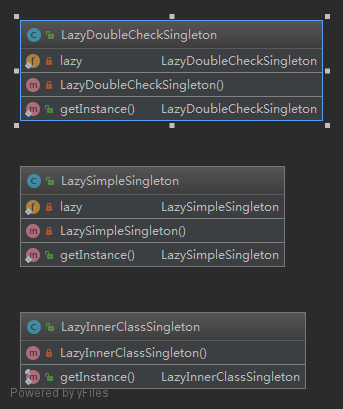 LazyDoubleCheckSingleton
lazy LazyDoubleCheckSingleton
LazyDoubleCheckSingleton()
getInstance() LazyDoubleCheckSingleton
LazySimpleSingleton
lazy LazySimpleSingleton
LazySimpleSingleton()
getInstance() LazySimpleSingleton
LazyInnerClassSingleton
LazyInnerClassSingleton()
getInstance() LazyInnerClassSingleton
Powered by yFiles